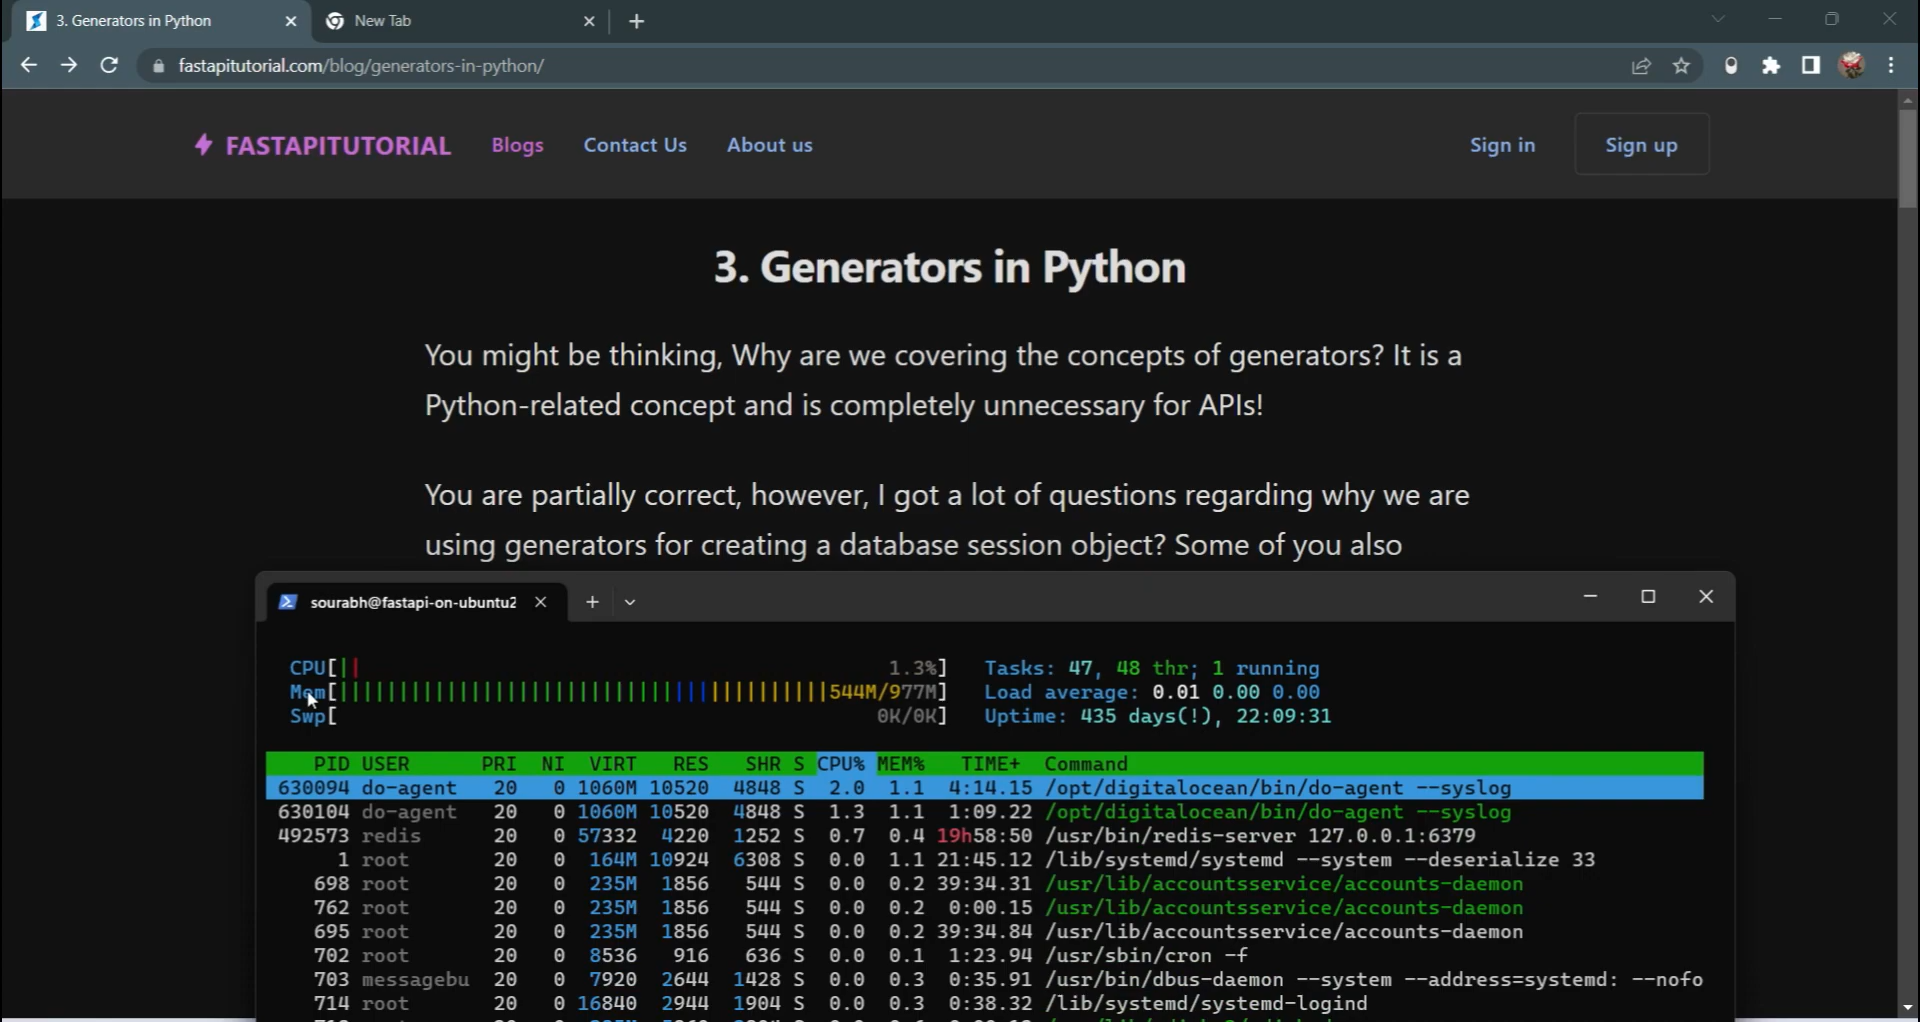 3. Generators in Python
New Tab
fastapitutorial.com/blog/generators-in-python/
FASTAPITUTORIAL Blogs Contact Us About us Sign in Sign up
3. Generators in Python
You might be thinking, Why are we covering the concepts of generators? It is a
Python-related concept and is completely unnecessary for APIs!
You are partially correct, however, I got a lot of questions regarding why we are
using generators for creating a database session object? Some of you also
sourabh@fastapi-on-ubuntu2
CPU[|| 1.3%] Tasks: 47, 48 thr; 1 running
Mem[||||||||||||||||||||||||||||||||||||||||||544M/977M] Load average: 0.01 0.00 0.00
Swp[ 0K/0K] Uptime: 435 days(!), 22:09:31
PID USER PRI NI VIRT RES SHR S CPU% MEM% TIME+ Command
630094 do-agent 20 0 1060M 10520 4848 S 2.0 1.1 4:14.15 /opt/digitalocean/bin/do-agent --syslog
630104 do-agent 20 0 1060M 10520 4848 S 1.3 1.1 1:09.22 /opt/digitalocean/bin/do-agent --syslog
492573 redis 20 0 57332 4220 1252 S 0.7 0.4 19h58:50 /usr/bin/redis-server 127.0.0.1:6379
1 root 20 0 164M 10924 6308 S 0.0 1.1 21:45.12 /lib/systemd/systemd --system --deserialize 33
698 root 20 0 235M 1856 544 S 0.0 0.2 39:34.31 /usr/lib/accountsservice/accounts-daemon
762 root 20 0 235M 1856 544 S 0.0 0.2 0:00.15 /usr/lib/accountsservice/accounts-daemon
695 root 20 0 235M 1856 544 S 0.0 0.2 39:34.84 /usr/lib/accountsservice/accounts-daemon
702 root 20 0 8536 916 636 S 0.0 0.1 1:23.94 /usr/sbin/cron -f
703 messagebu 20 0 7920 2644 1428 S 0.0 0.3 0:35.91 /usr/bin/dbus-daemon --system --address=systemd: --nofo
714 root 20 0 16840 2944 1904 S 0.0 0.3 0:38.32 /lib/systemd/systemd-logind